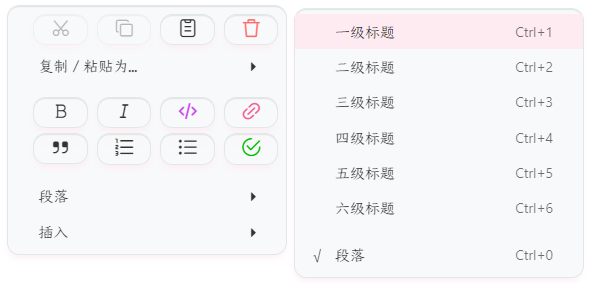 复制 / 粘贴为...
B I </>
段落
插入
一级标题 Ctrl+1
二级标题 Ctrl+2
三级标题 Ctrl+3
四级标题 Ctrl+4
五级标题 Ctrl+5
六级标题 Ctrl+6
√ 段落 Ctrl+0